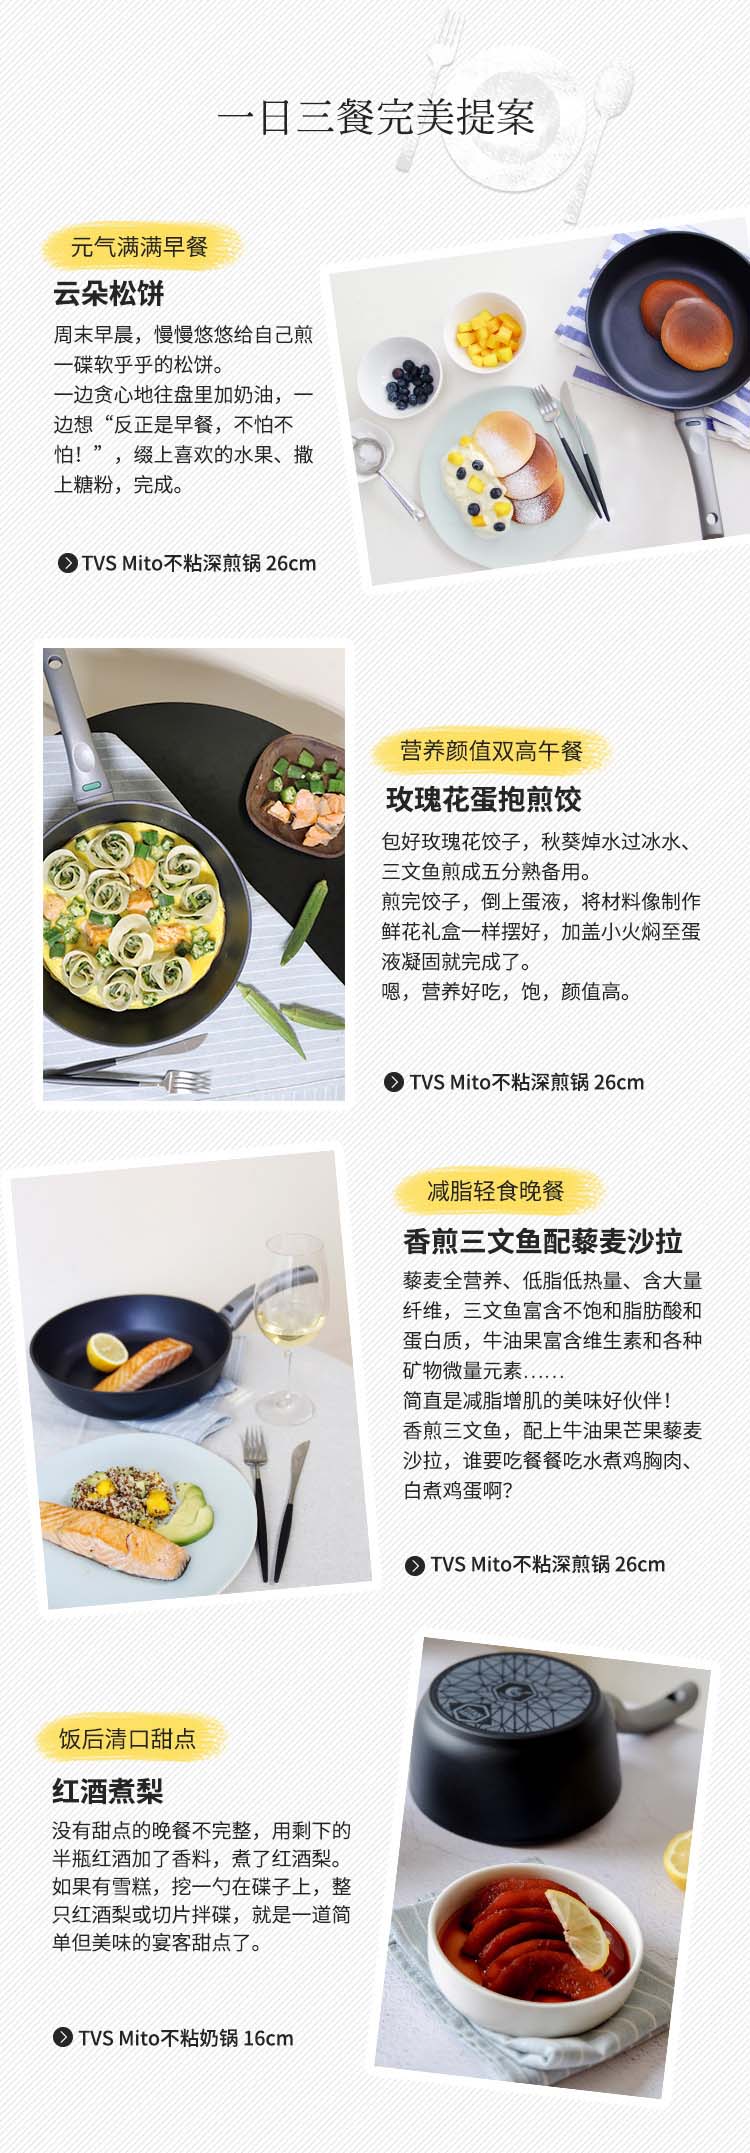 一日三餐完美提案
元气满满早餐
云朵松饼
周末早晨，慢慢悠悠给自己煎
一碟软乎乎的松饼。
一边贪心地往盘里加奶油，一
边想“反正是早餐，不怕不
怕！”，缀上喜欢的水果、撒
上糖粉，完成。
TVS Mito不粘深煎锅 26cm
营养颜值双高午餐
玫瑰花蛋抱煎饺
包好玫瑰花饺子，秋葵焯水过冰水、
三文鱼煎成五分熟备用。
煎完饺子，倒上蛋液，将材料像制作
鲜花礼盒一样摆好，加盖小火焖至蛋
液凝固就完成了。
嗯，营养好吃，饱，颜值高。
TVS Mito不粘深煎锅 26cm
减脂轻食晚餐
香煎三文鱼配藜麦沙拉
藜麦全营养、低脂低热量、含大量
纤维，三文鱼富含不饱和脂肪酸和
蛋白质，牛油果富含维生素和各种
矿物微量元素……
简直是减脂增肌的美味好伙伴！
香煎三文鱼，配上牛油果芒果藜麦
沙拉，谁要吃餐餐吃水煮鸡胸肉、
白煮鸡蛋啊？
TVS Mito不粘深煎锅 26cm
饭后清口甜点
红酒煮梨
没有甜点的晚餐不完整，用剩下的
半瓶红酒加了香料，煮了红酒梨。
如果有雪糕，挖一勺在碟子上，整
只红酒梨或切片拌碟，就是一道简
单但美味的宴客甜点了。
TVS Mito不粘奶锅 16cm